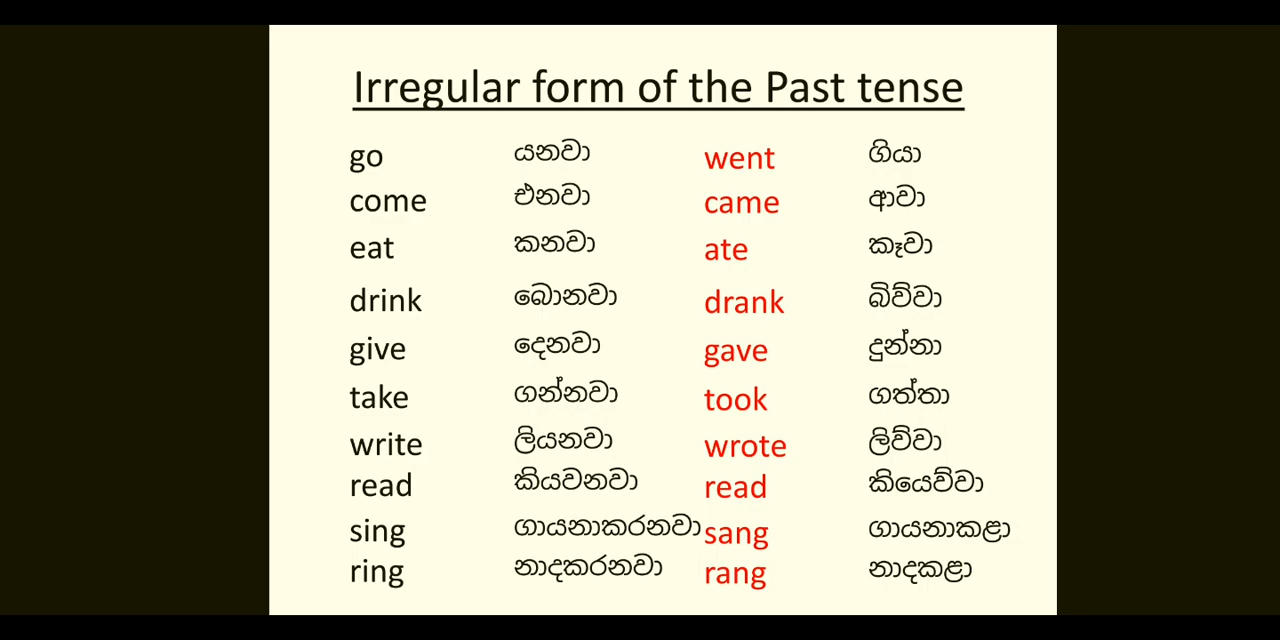 Irregular form of the Past tense
go යනවා went ගියා
come එනවා came ආවා
eat කනවා ate කෑවා
drink බොනවා drank බිව්වා
give දෙනවා gave දුන්නා
take ගන්නවා took ගත්තා
write ලියනවා wrote ලිව්වා
read කියවනවා read කියෙව්වා
sing ගායනාකරනවා sang ගායනාකළා
ring නාදකරනවා rang නාදකළා